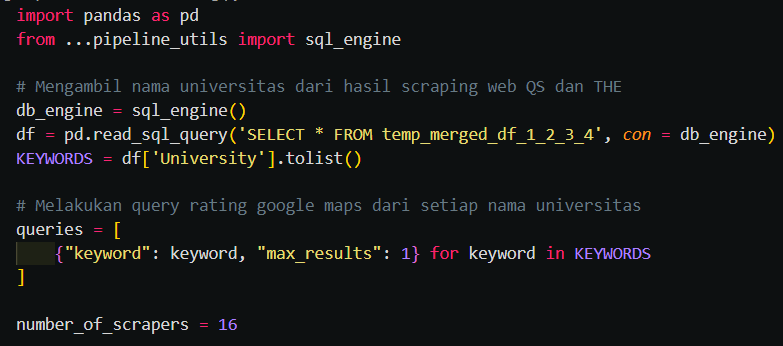 import pandas as pd
from ...pipeline_utils import sql_engine
# Mengambil nama universitas dari hasil scraping web QS dan THE
db_engine = sql_engine()
df = pd.read_sql_query('SELECT * FROM temp_merged_df_1_2_3_4', con = db_engine)
KEYWORDS = df['University'].tolist()
# Melakukan query rating google maps dari setiap nama universitas
queries = [
    {"keyword": keyword, "max_results": 1} for keyword in KEYWORDS
]
number_of_scrapers = 16